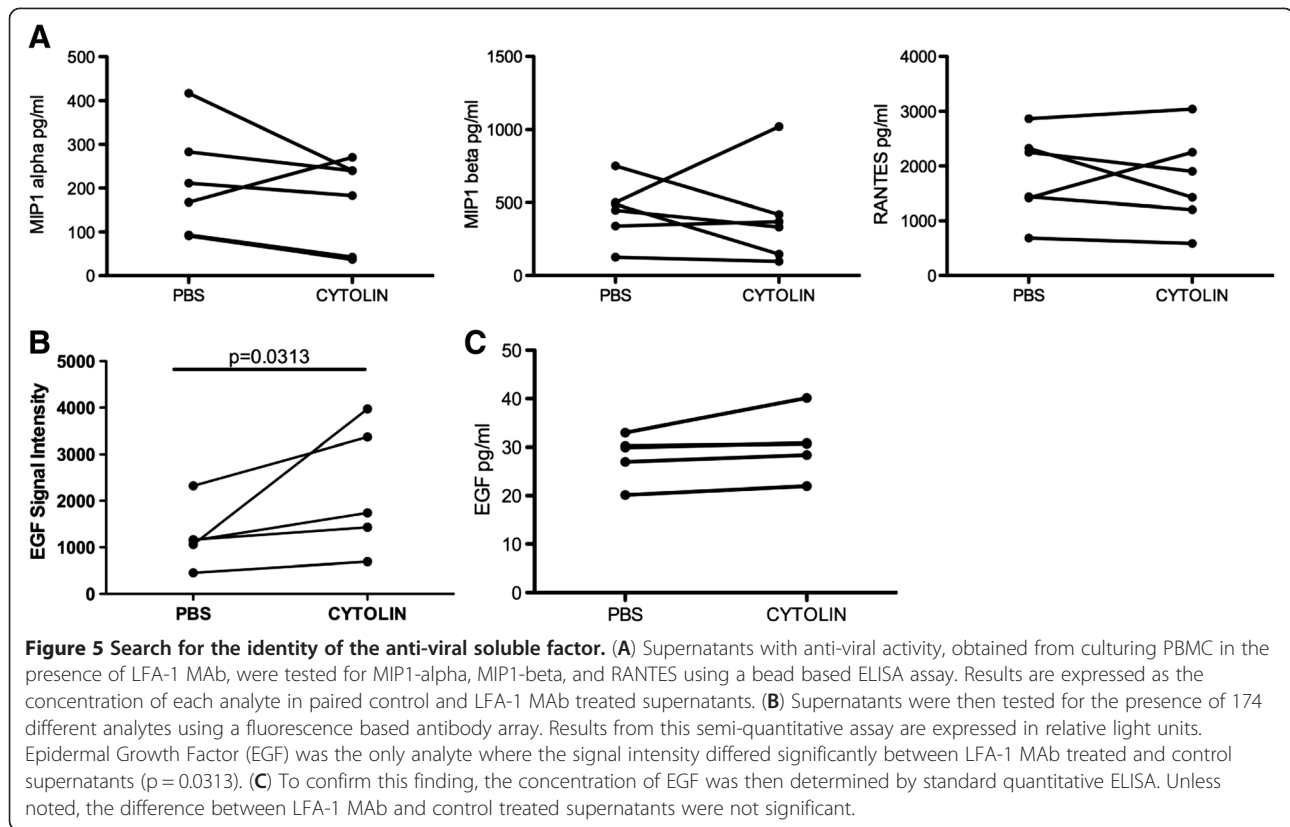 A
MIP1 alpha pg/ml
500
400
300
200
100
0
PBS
CYTOLIN
MIP1 beta pg/ml
1500
1000
500
0
PBS
CYTOLIN
RANTES pg/ml
4000
3000
2000
1000
0
PBS
CYTOLIN
B
EGF Signal Intensity
p=0.0313
5000
4000
3000
2000
1000
0
PBS
CYTOLIN
C
EGF pg/ml
50
40
30
20
10
0
PBS
CYTOLIN
Figure 5 Search for the identity of the anti-viral soluble factor. (A) Supernatants with anti-viral activity, obtained from culturing PBMC in the
presence of LFA-1 MAb, were tested for MIP1-alpha, MIP1-beta, and RANTES using a bead based ELISA assay. Results are expressed as the
concentration of each analyte in paired control and LFA-1 MAb treated supernatants. (B) Supernatants were then tested for the presence of 174
different analytes using a fluorescence based antibody array. Results from this semi-quantitative assay are expressed in relative light units.
Epidermal Growth Factor (EGF) was the only analyte where the signal intensity differed significantly between LFA-1 MAb treated and control
supernatants (p = 0.0313). (C) To confirm this finding, the concentration of EGF was then determined by standard quantitative ELISA. Unless
noted, the difference between LFA-1 MAb and control treated supernatants were not significant.